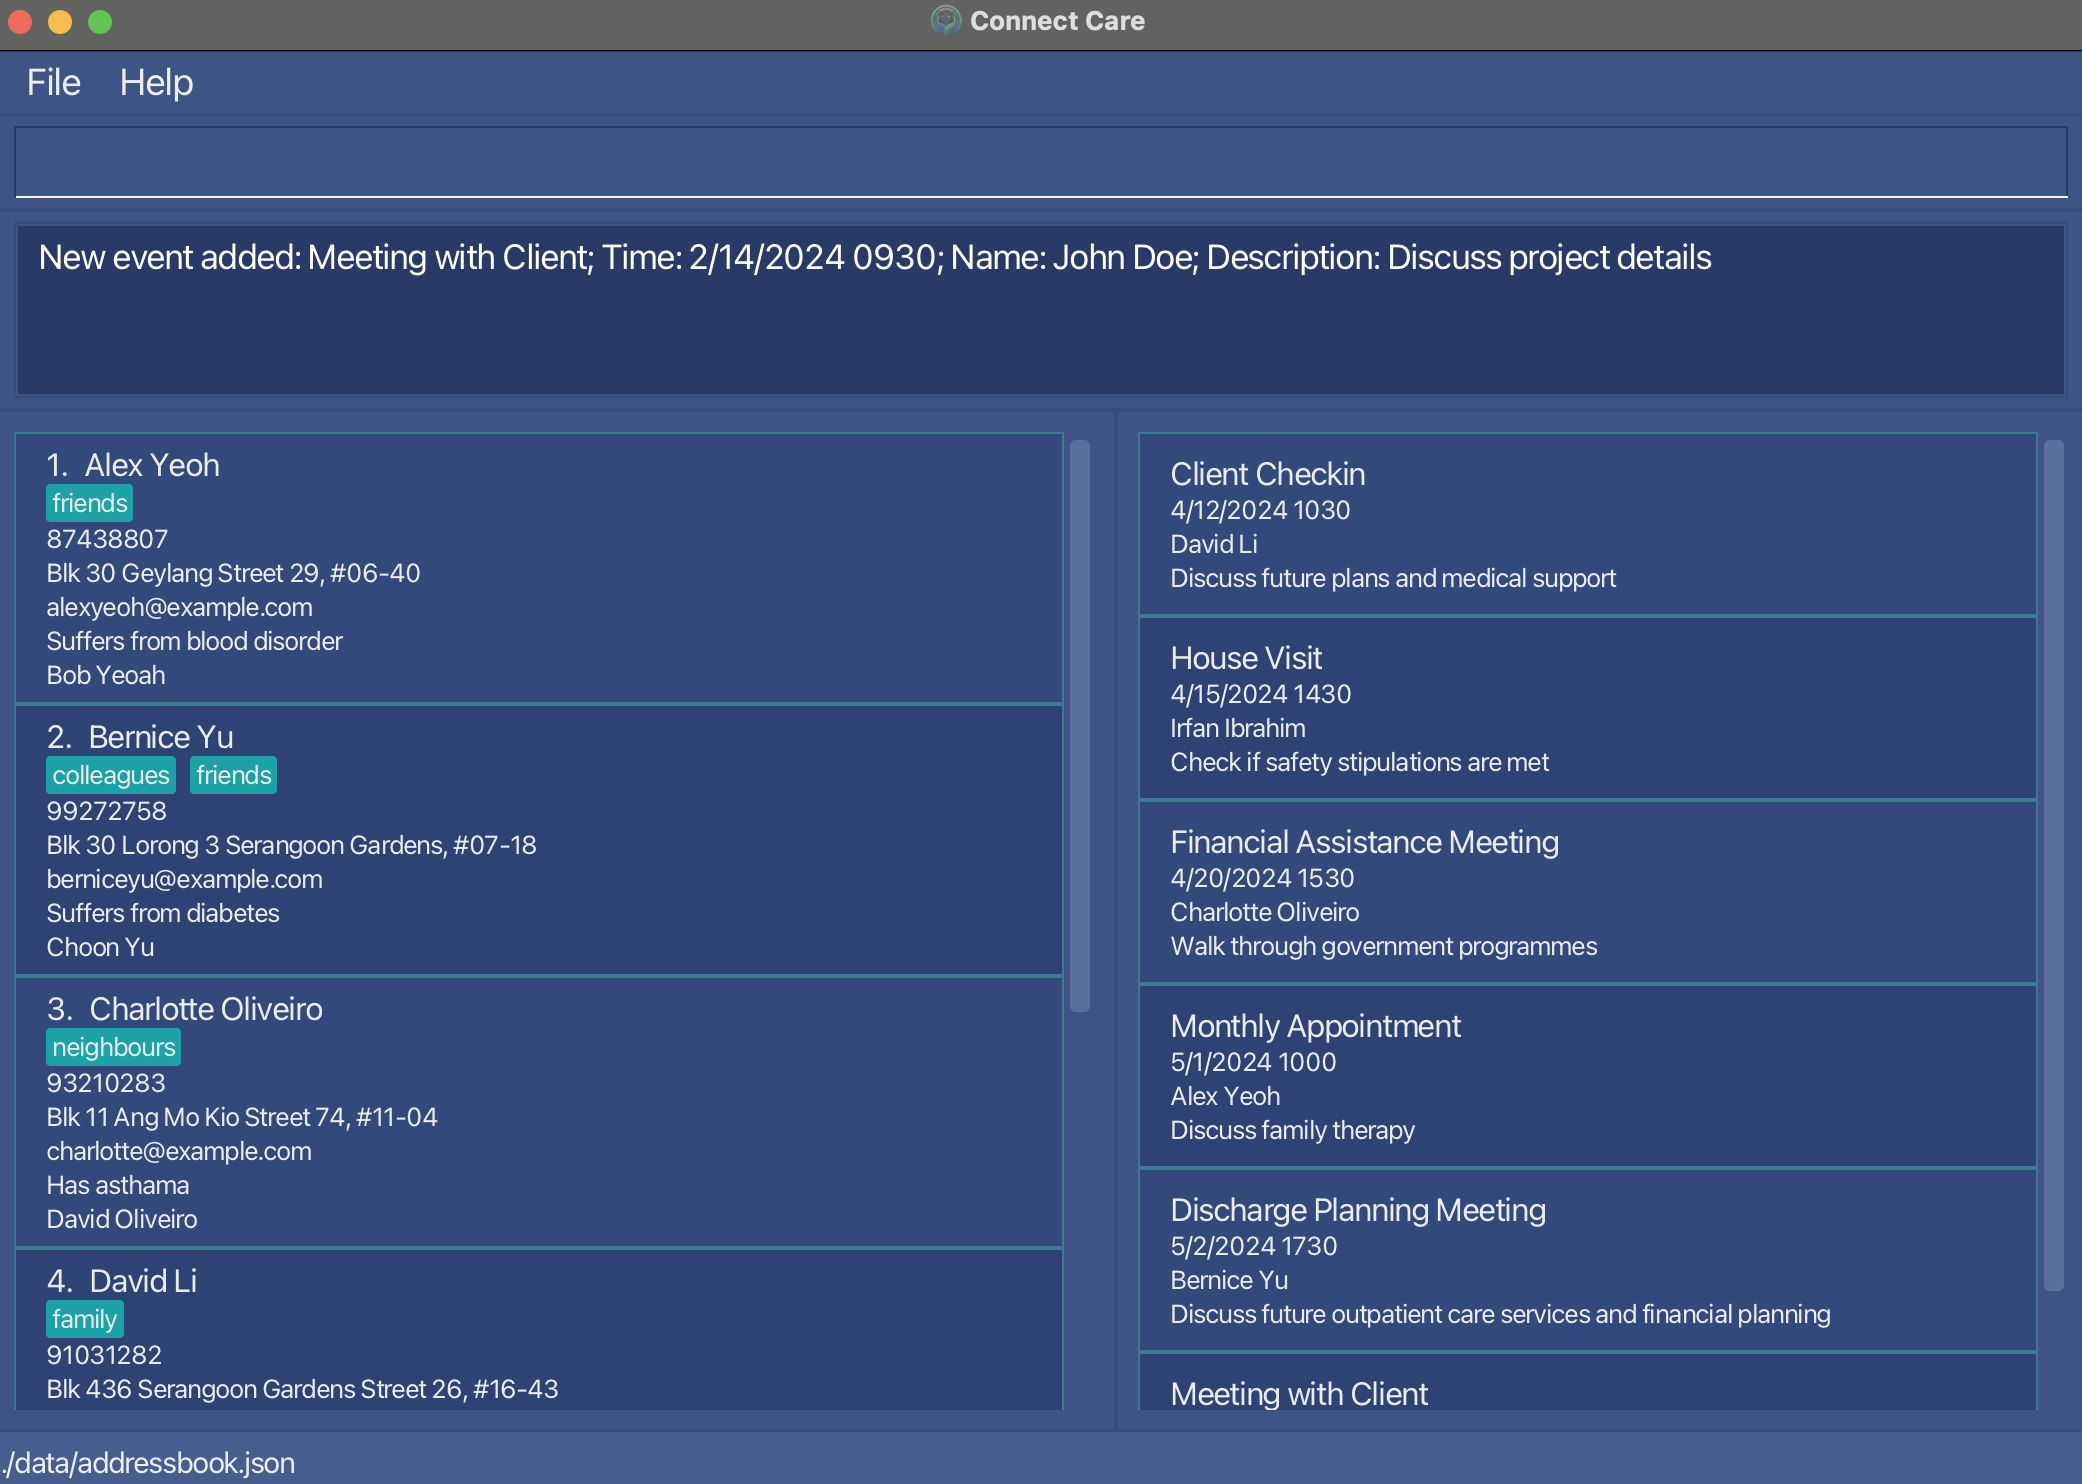 Connect Care
File Help
New event added: Meeting with Client; Time: 2/14/2024 0930; Name: John Doe; Description: Discuss project details
1. Alex Yeoh
friends
87438807
Blk 30 Geylang Street 29, #06-40
alexyeoh@example.com
Suffers from blood disorder
Bob Yeoah
2. Bernice Yu
colleagues friends
99272758
Blk 30 Lorong 3 Serangoon Gardens, #07-18
berniceyu@example.com
Suffers from diabetes
Choon Yu
3. Charlotte Oliveiro
neighbours
93210283
Blk 11 Ang Mo Kio Street 74, #11-04
charlotte@example.com
Has asthama
David Oliveiro
4. David Li
family
91031282
Blk 436 Serangoon Gardens Street 26, #16-43
Client Checkin
4/12/2024 1030
David Li
Discuss future plans and medical support
House Visit
4/15/2024 1430
Irfan Ibrahim
Check if safety stipulations are met
Financial Assistance Meeting
4/20/2024 1530
Charlotte Oliveiro
Walk through government programmes
Monthly Appointment
5/1/2024 1000
Alex Yeoh
Discuss family therapy
Discharge Planning Meeting
5/2/2024 1730
Bernice Yu
Discuss future outpatient care services and financial planning
Meeting with Client
./data/addressbook.json